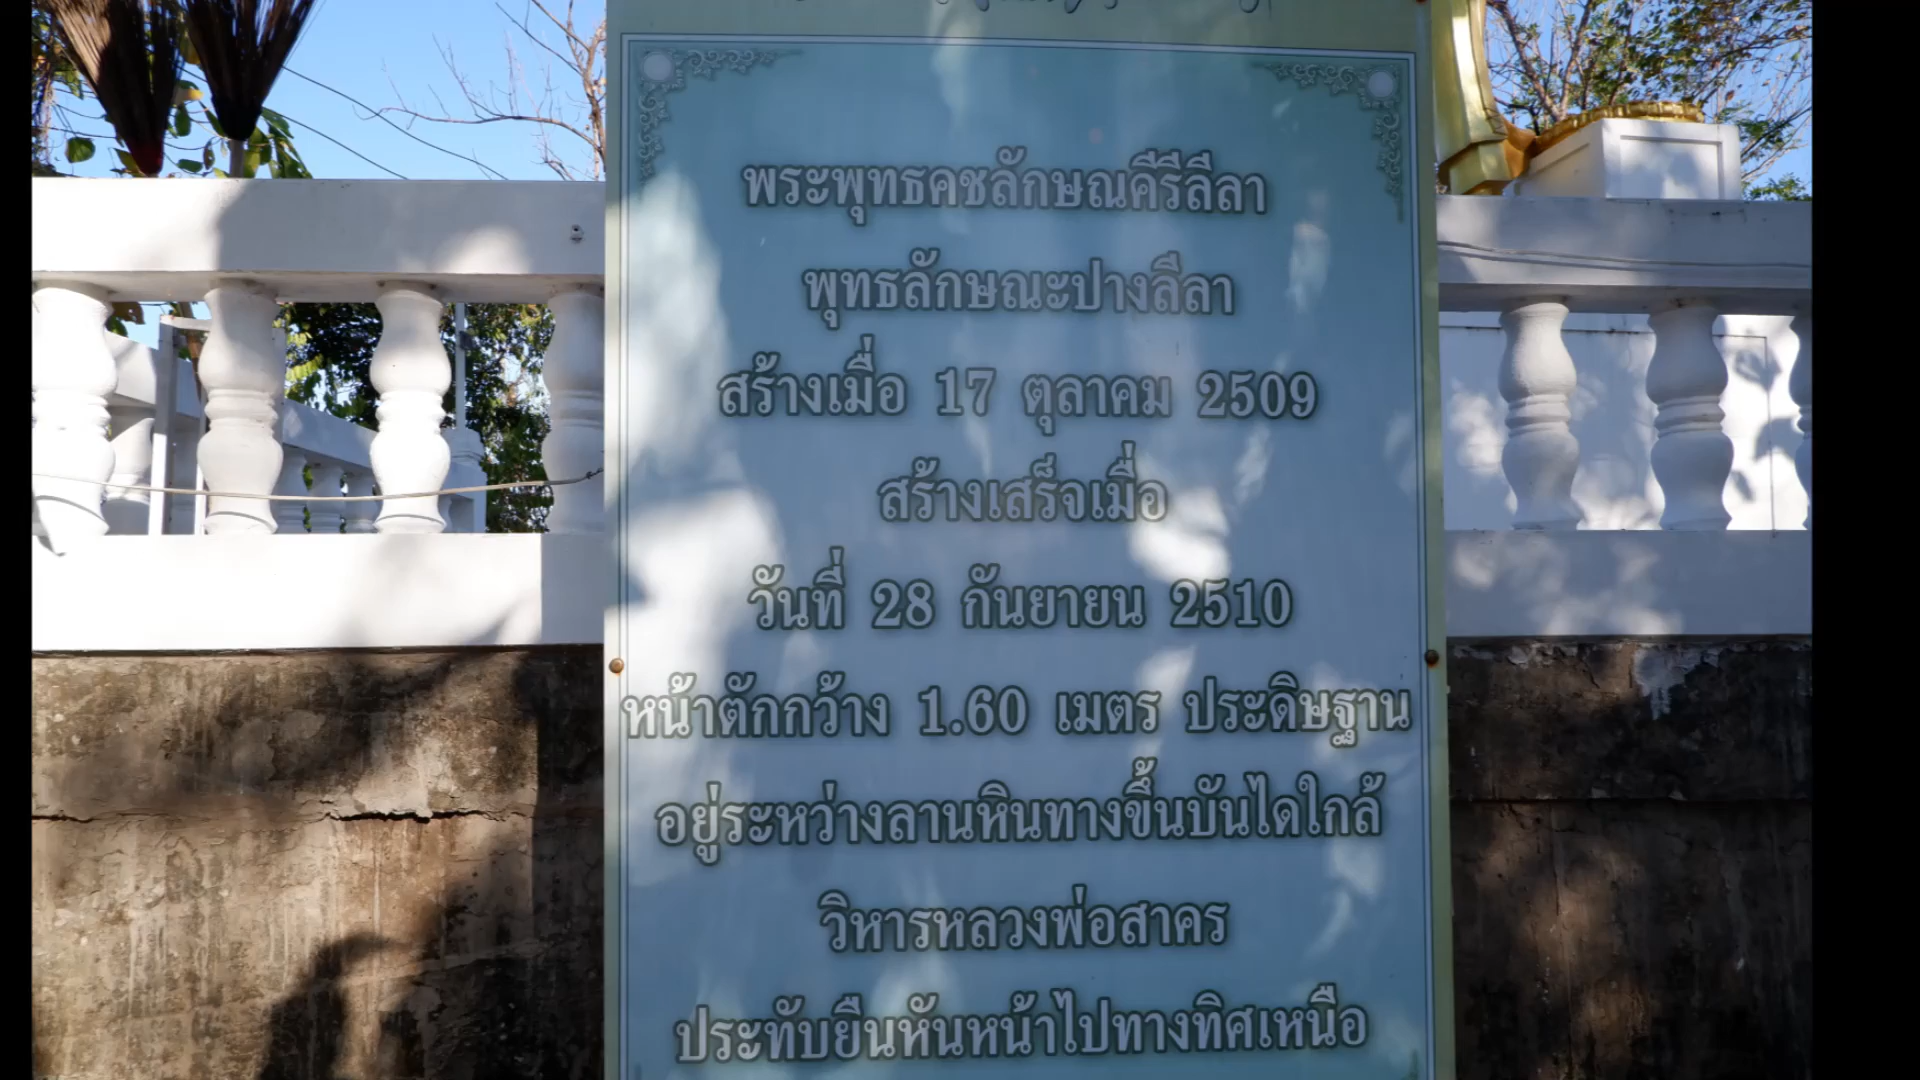 พระพุทธคชลักษณคีรีลีลา
พุทธลักษณะปางลีลา
สร้างเมื่อ 17 ตุลาคม 2509
สร้างเสร็จเมื่อ
วันที่ 28 กันยายน 2510
หน้าตักกว้าง 1.60 เมตร ประดิษฐาน
อยู่ระหว่างลานหินทางขึ้นบันไดใกล้
วิหารหลวงพ่อสาคร
ประทับยืนหันหน้าไปทางทิศเหนือ